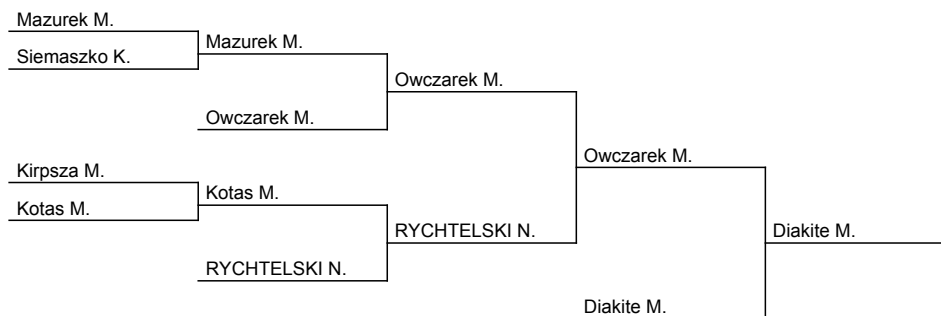 Mazurek M.
Siemaszko K.
Mazurek M.
Owczarek M.
Owczarek M.
Kirpsza M.
Kotas M.
Kotas M.
RYCHTELSKI N.
RYCHTELSKI N.
Owczarek M.
Diakite M.
Diakite M.